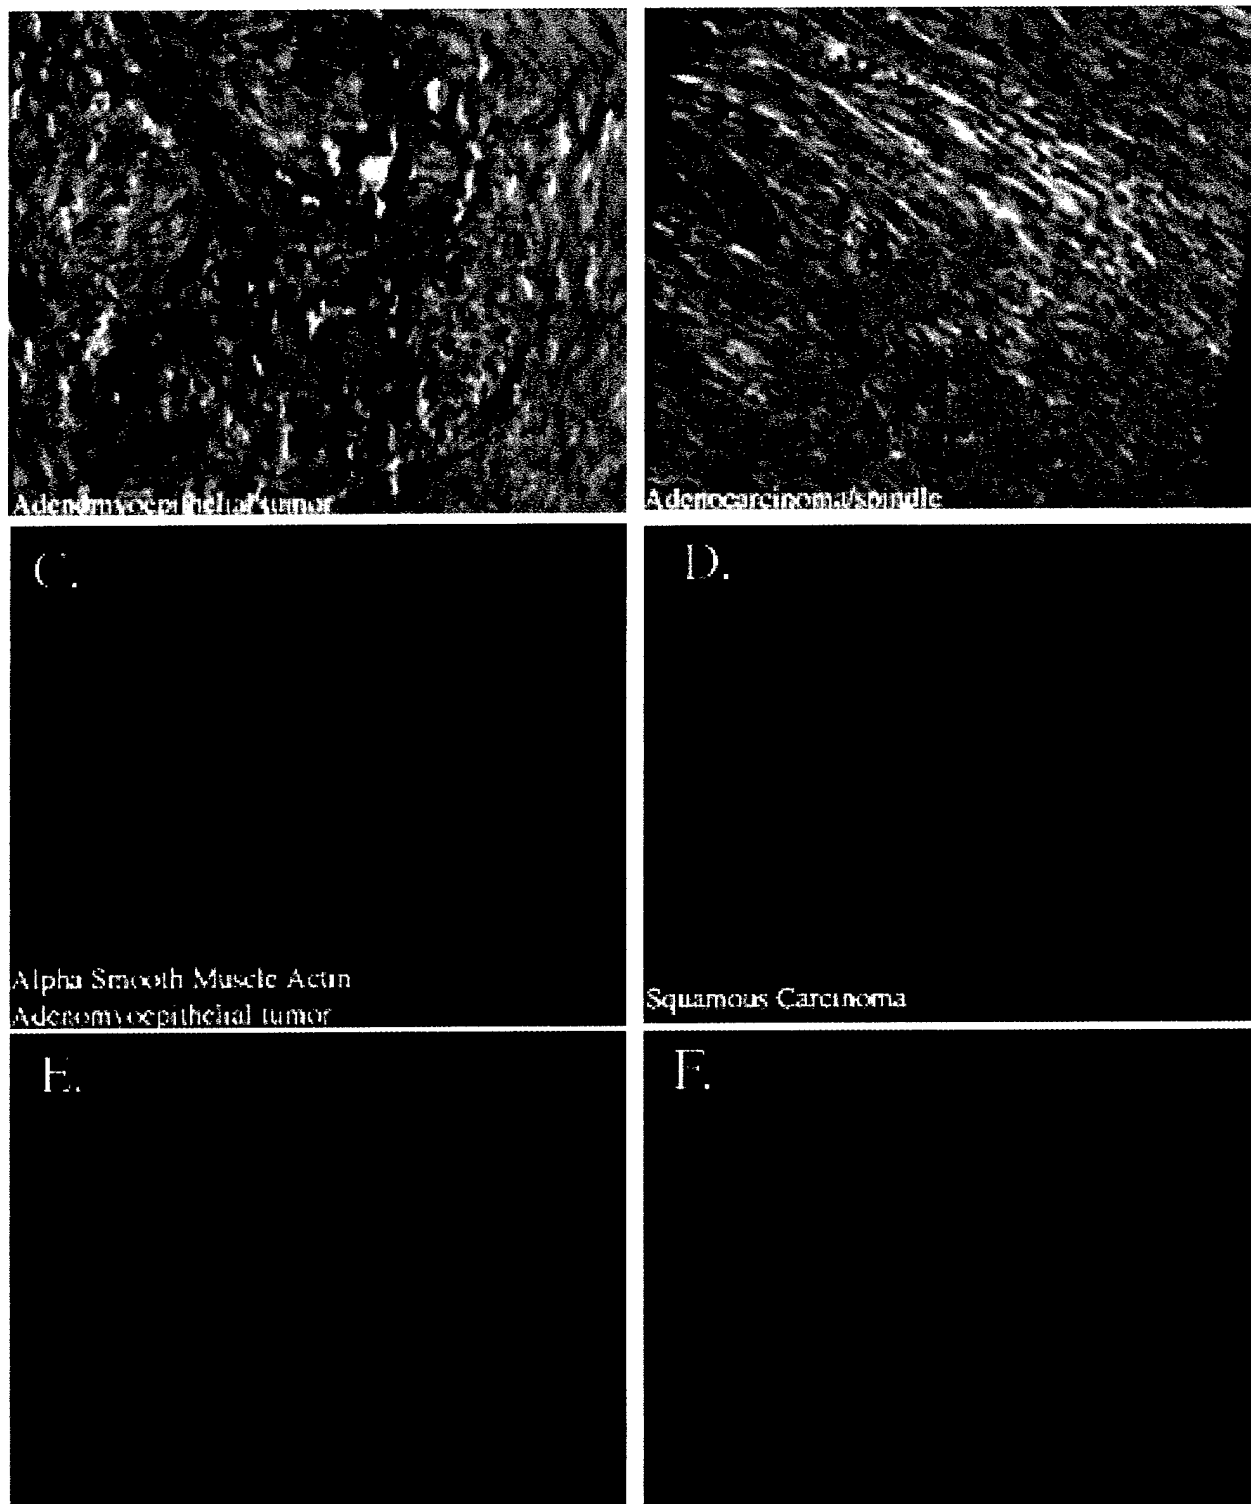 Adenomyoepithelial tumor
Adenocarcinoma/spindle
C.
D.
Alpha Smooth Muscle Actin
Adenomyoepithelial tumor
Squamous Carcinoma
E.
F.